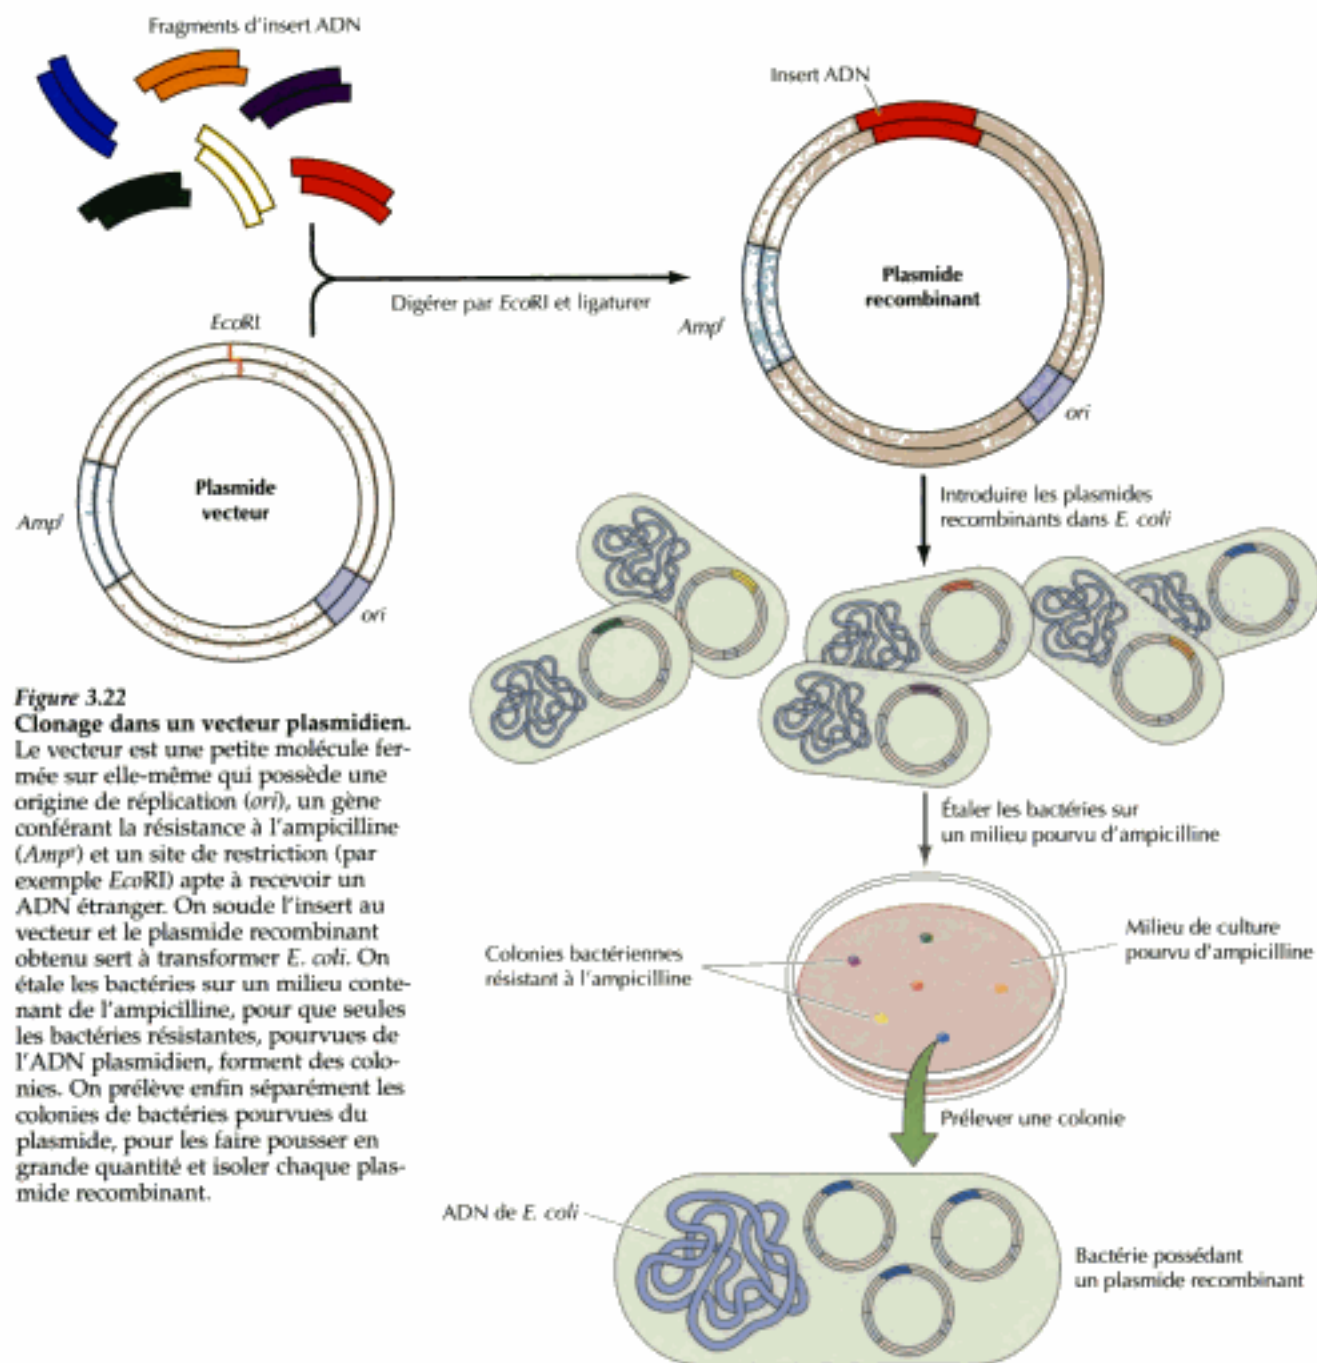 Fragments d'insert ADN
Insert ADN
Plasmide
recombinant
Digérer par EcoRI et ligaturer
EcoRI
Ampʳ
ori
Plasmide
vecteur
Ampʳ
ori
Introduire les plasmides
recombinants dans E. coli
Figure 3.22
Clonage dans un vecteur plasmidien.
Le vecteur est une petite molécule fer-
mée sur elle-même qui possède une
origine de réplication (ori), un gène
conférant la résistance à l'ampicilline
(Ampʳ) et un site de restriction (par
exemple EcoRI) apte à recevoir un
ADN étranger. On soude l'insert au
vecteur et le plasmide recombinant
obtenu sert à transformer E. coli. On
étale les bactéries sur un milieu conte-
nant de l'ampicilline, pour que seules
les bactéries résistantes, pourvues de
l'ADN plasmidien, forment des colo-
nies. On prélève enfin séparément les
colonies de bactéries pourvues du
plasmide, pour les faire pousser en
grande quantité et isoler chaque plas-
mide recombinant.
Étaler les bactéries sur
un milieu pourvu d'ampicilline
Colonies bactériennes
résistant à l'ampicilline
Milieu de culture
pourvu d'ampicilline
Prélever une colonie
ADN de E. coli
Bactérie possédant
un plasmide recombinant